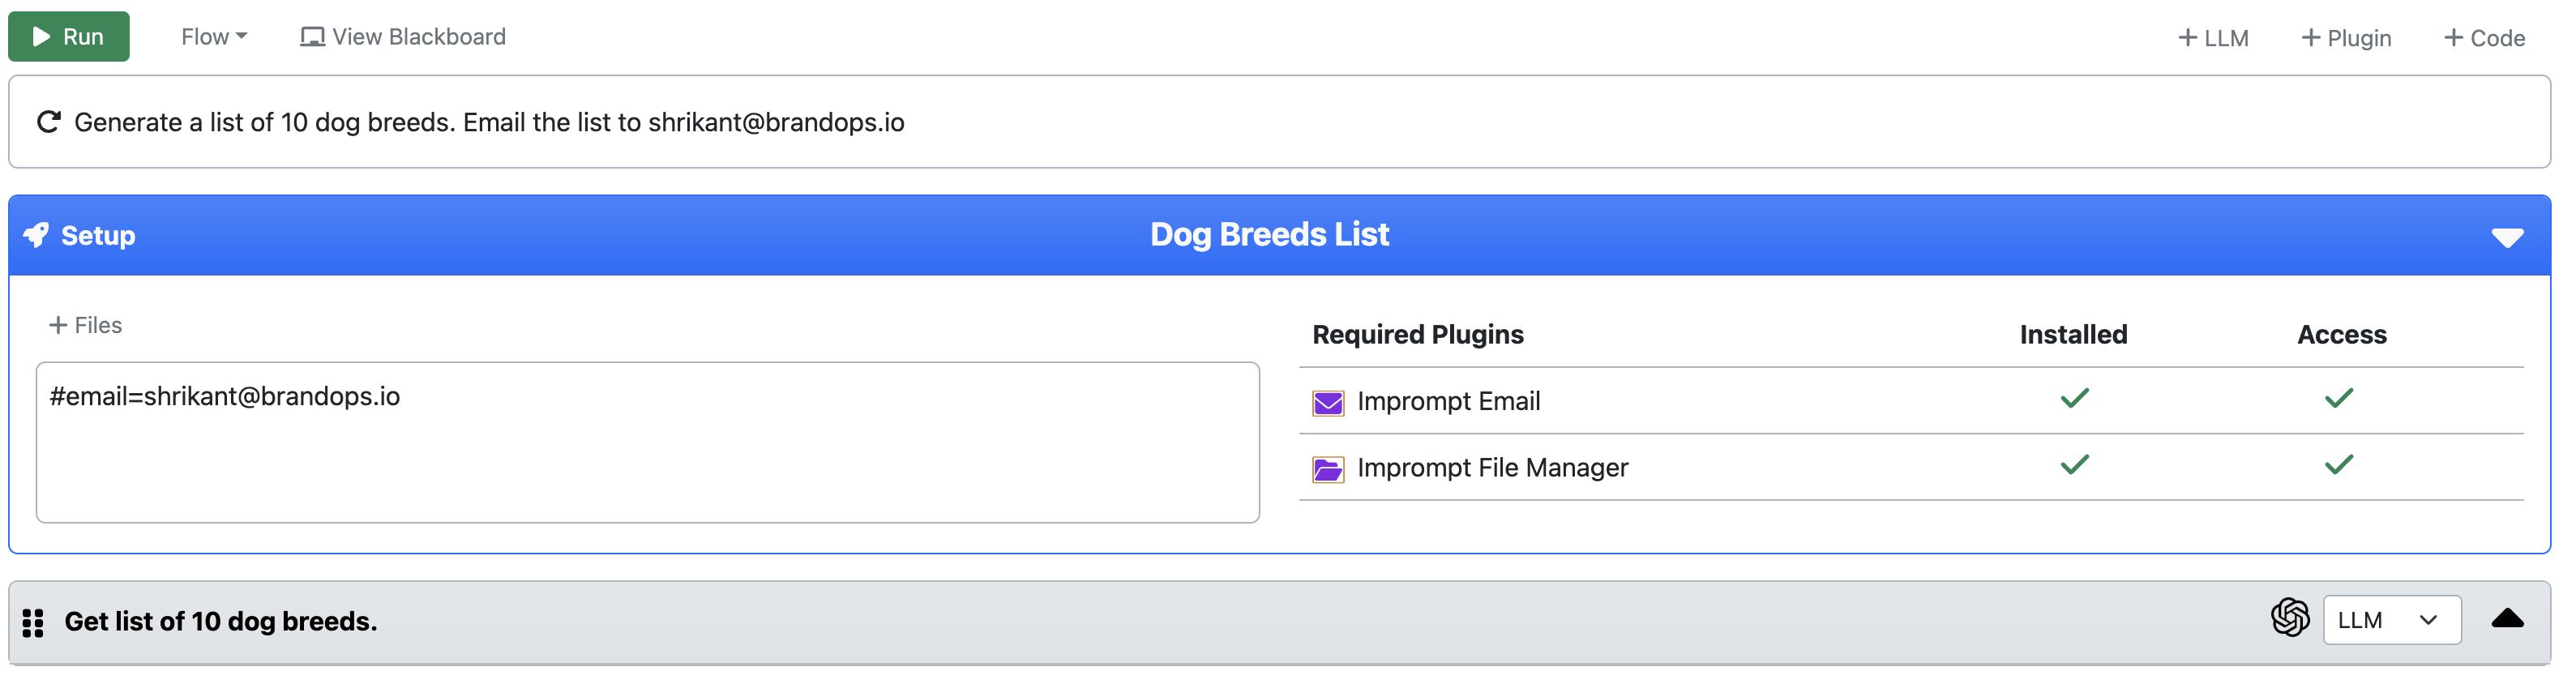 Run Flow View Blackboard + LLM + Plugin + Code
Generate a list of 10 dog breeds. Email the list to shrikant@brandops.io
Setup Dog Breeds List
+ Files
#email=shrikant@brandops.io
Required Plugins Installed Access
Imprompt Email
Imprompt File Manager
Get list of 10 dog breeds. LLM